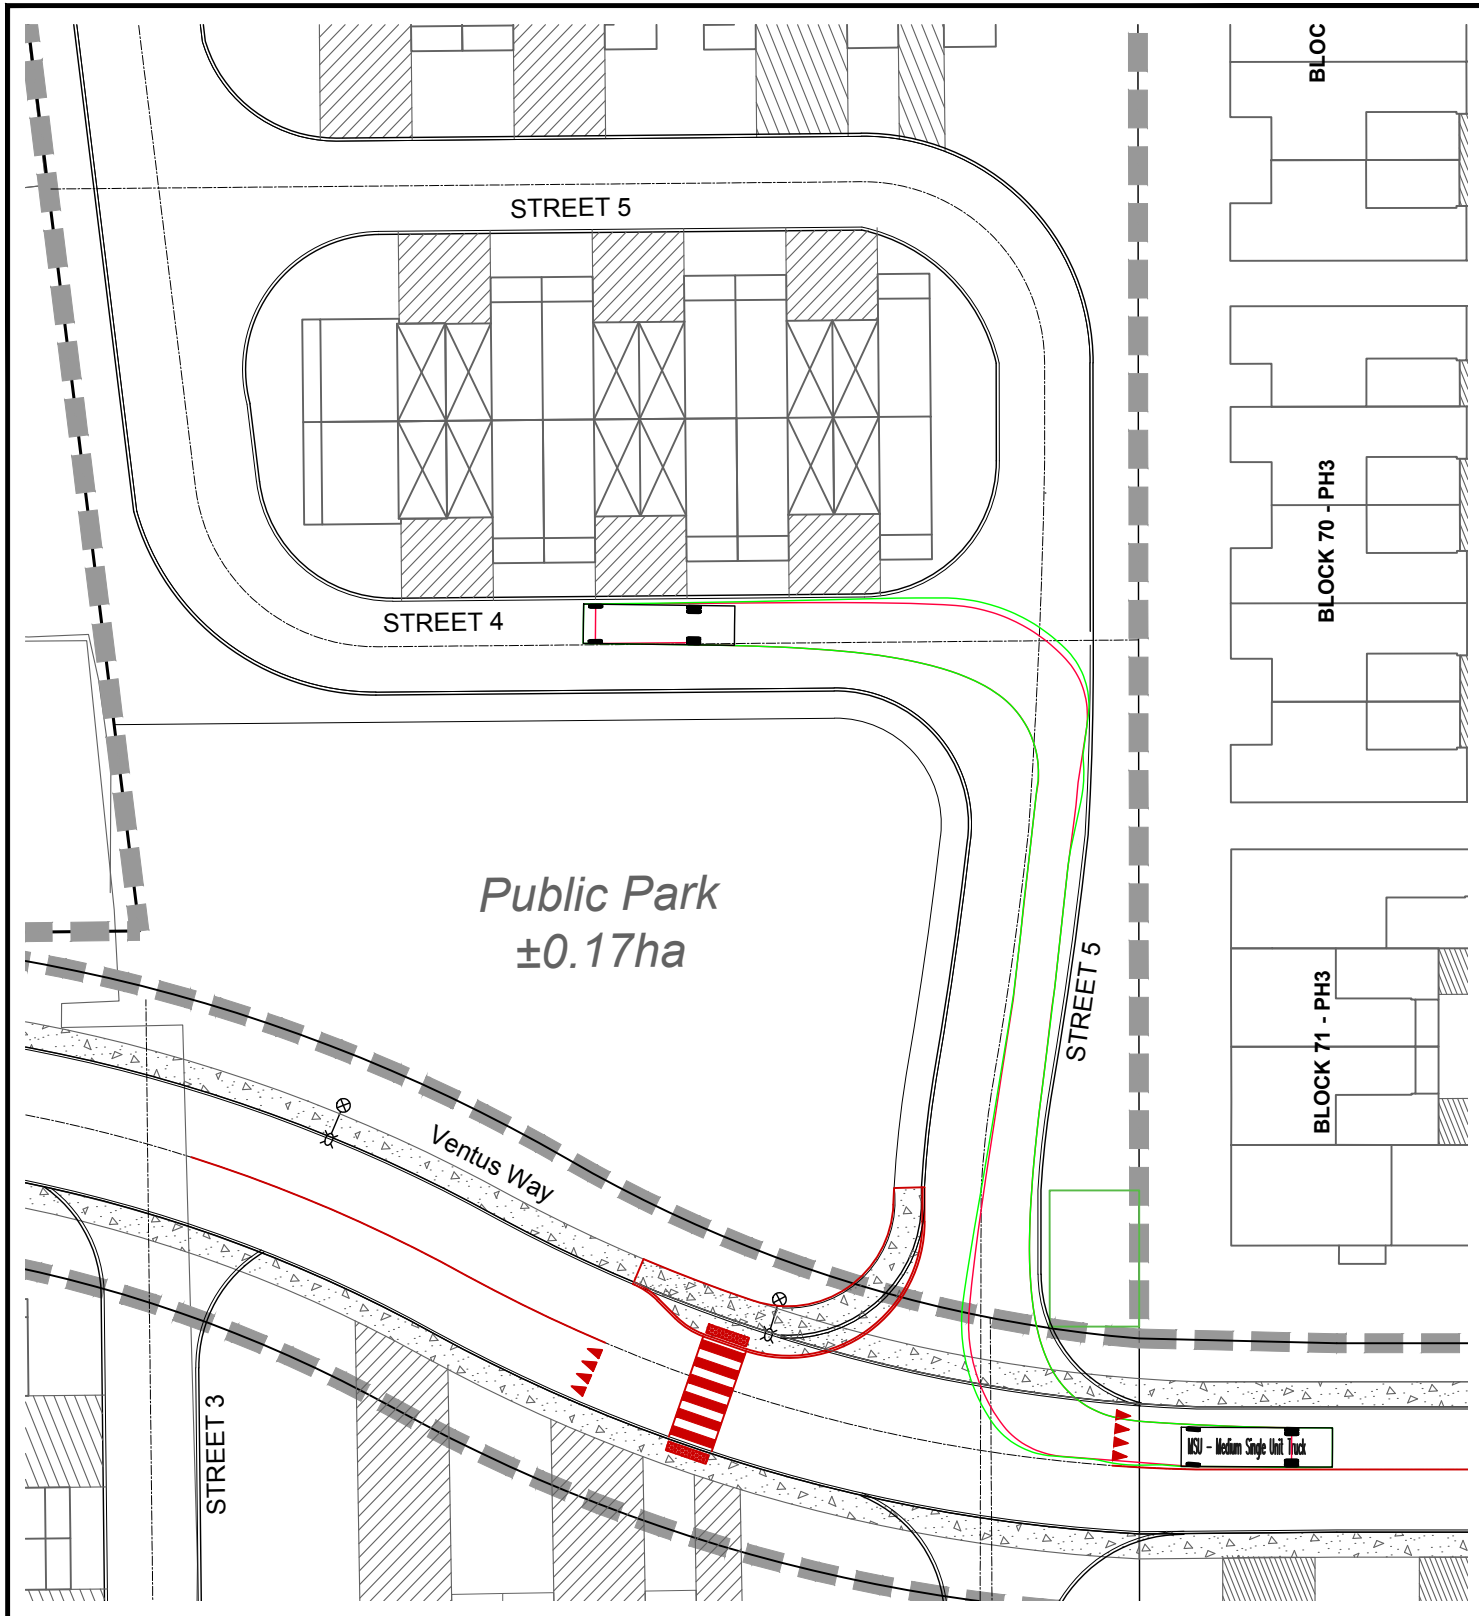 BLOC
STREET 5
BLOCK 70 - PH3
STREET 4
Public Park
±0.17ha
STREET 5
BLOCK 71 - PH3
Ventus Way
STREET 3
MSU - Medium Single Unit Truck